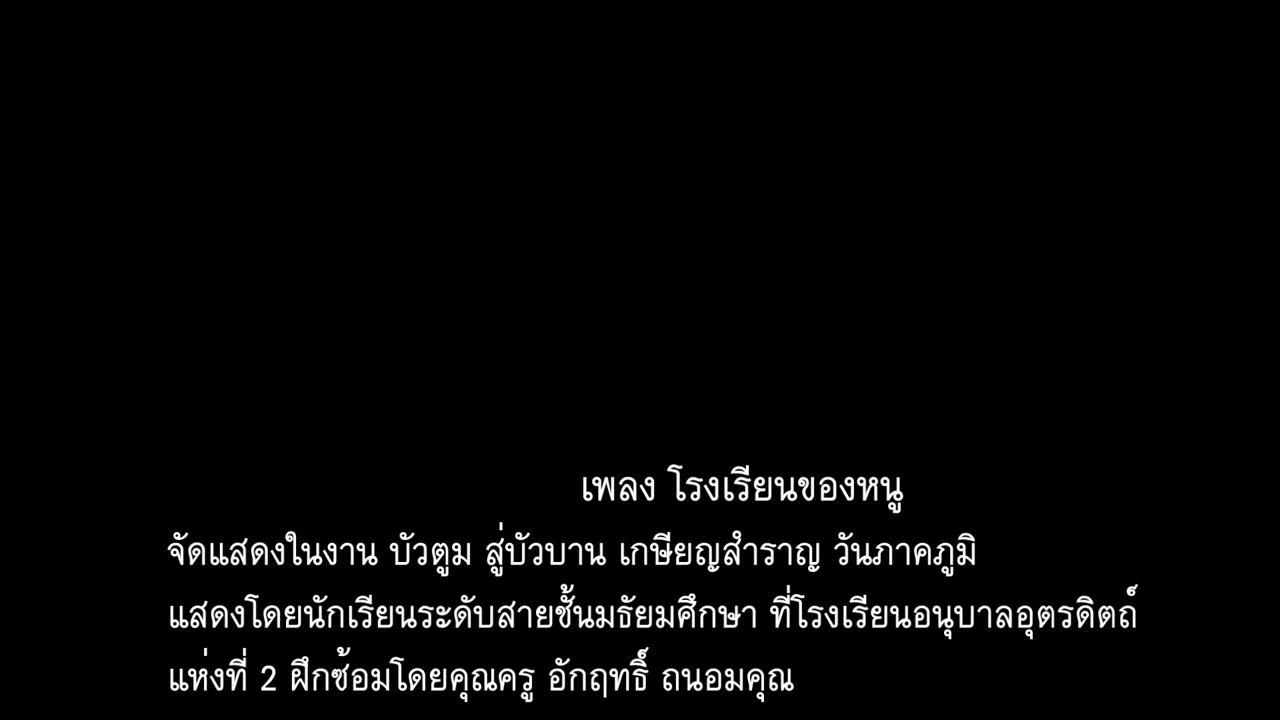 เพลง โรงเรียนของหนู
จัดแสดงในงาน บัวตูม สู่บัวบาน เกษียญสำราญ วันภาคภูมิ
แสดงโดยนักเรียนระดับสายชั้นมธัยมศึกษา ที่โรงเรียนอนุบาลอุตรดิตถ์
แห่งที่ 2 ฝึกซ้อมโดยคุณครู อักฤทธิ์ ถนอมคุณ